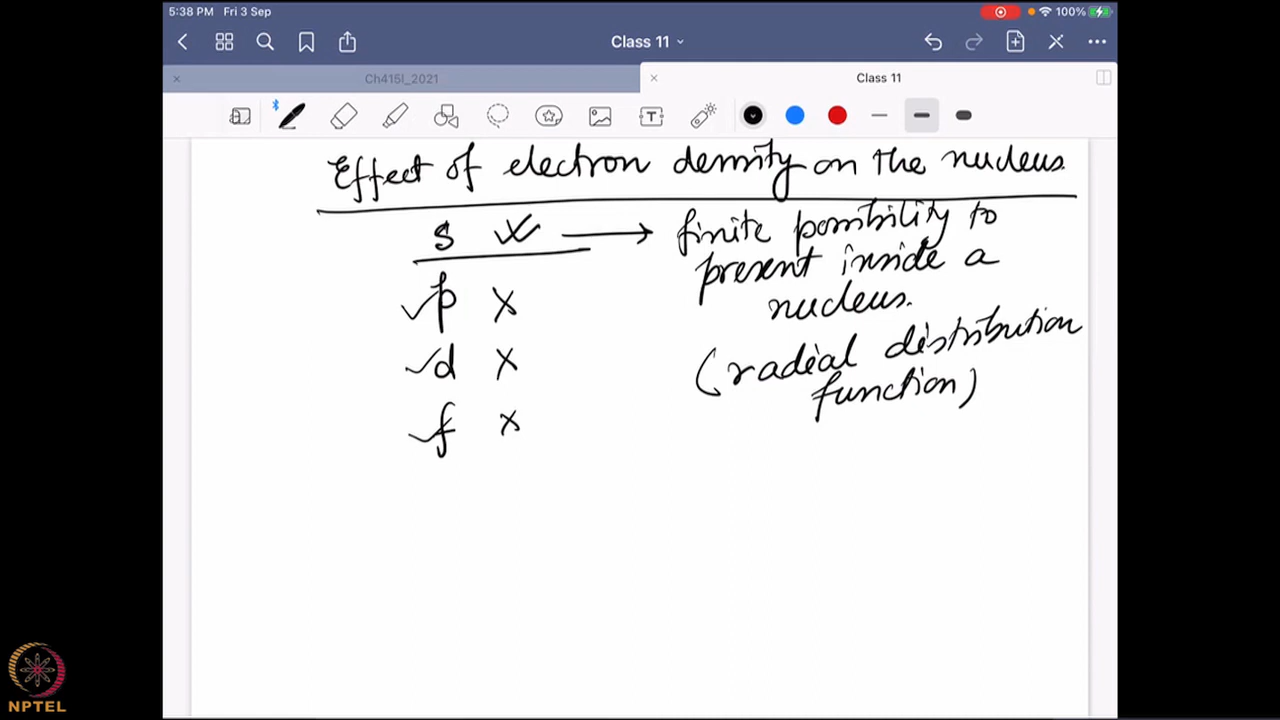 5:38 PM Fri 3 Sep
100%
Class 11
Ch415I_2021
Class 11
Effect of electron density on the nucleus.
s
finite possibility to
present inside a
nucleus.
p X
(radial distribution
function)
d X
f X
NPTEL